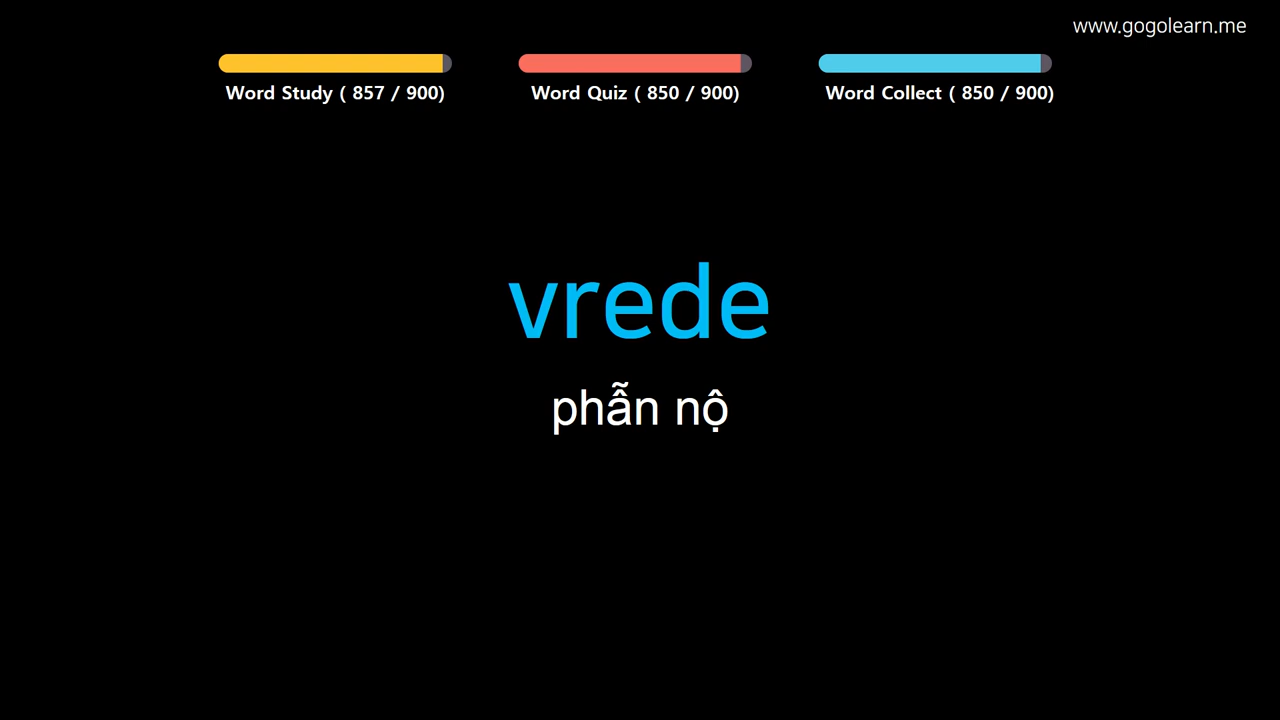 www.gogolearn.me
Word Study ( 857 / 900)
Word Quiz ( 850 / 900)
Word Collect ( 850 / 900)
vrede
phẫn nộ